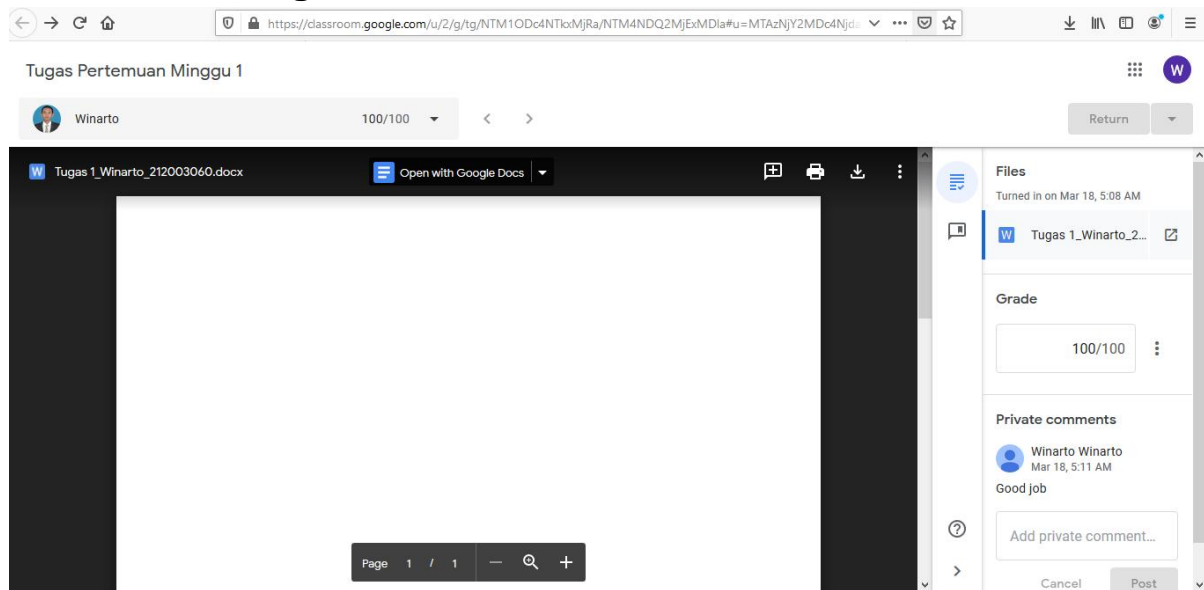 https://classroom.google.com/u/2/g/tg/NTM1ODc4NTkxMjRa/NTM4NDQ2MjExMDla#u=MTAzNjY2MDc4Njda
Tugas Pertemuan Minggu 1
W
Winarto 100/100
Return
W Tugas 1_Winarto_212003060.docx
Open with Google Docs
Files
Turned in on Mar 18, 5:08 AM
W Tugas 1_Winarto_2...
Grade
100/100
Private comments
Winarto Winarto
Mar 18, 5:11 AM
Good job
Add private comment...
Cancel Post
Page 1 / 1